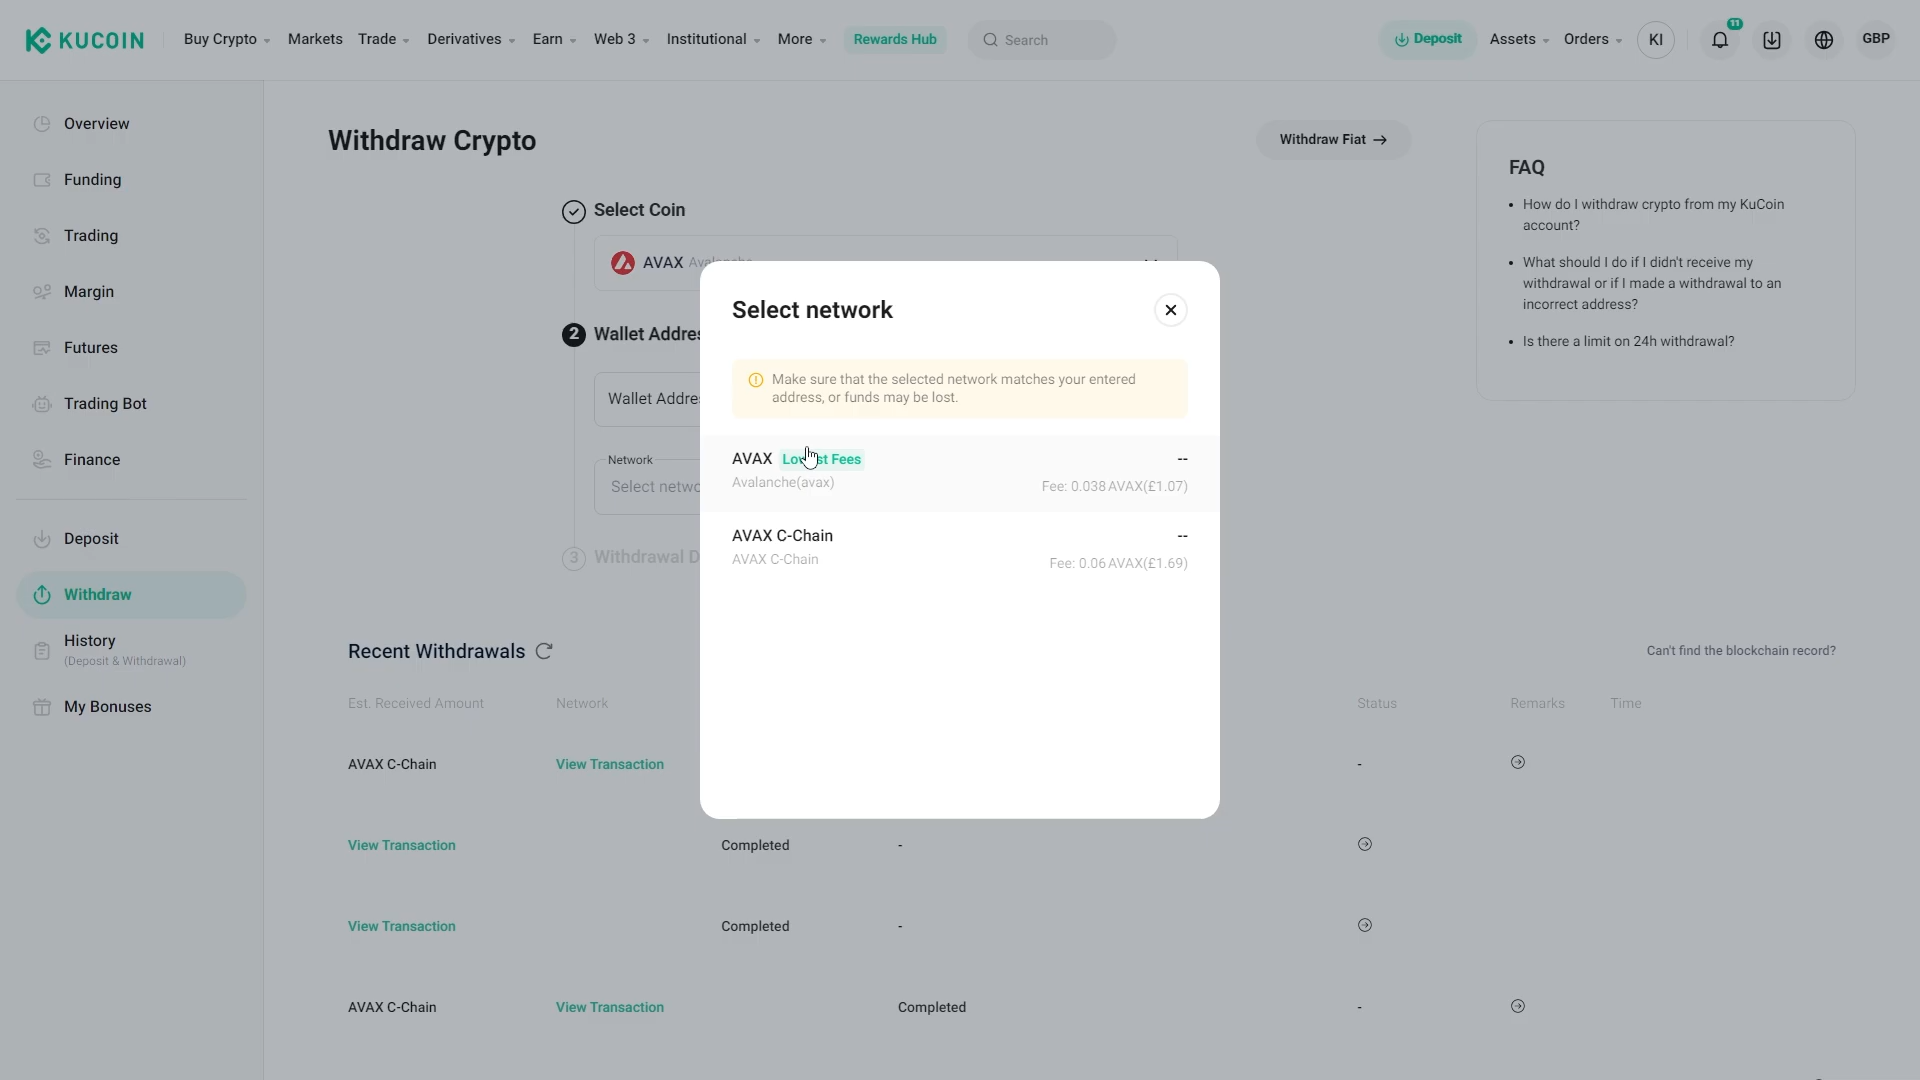 KUCOIN
Buy Crypto
Markets
Trade
Derivatives
Earn
Web 3
Institutional
More
Rewards Hub
Search
Deposit
Assets
Orders
KI
11
GBP
Overview
Funding
Trading
Margin
Futures
Trading Bot
Finance
Deposit
Withdraw
History
(Deposit & Withdrawal)
My Bonuses
Withdraw Crypto
Withdraw Fiat →
Select Coin
AVAX
2 Wallet Addres
Wallet Addre
Network
Select netwo
3 Withdrawal D
Select network
Make sure that the selected network matches your entered
address, or funds may be lost.
AVAX --
Avalanche(avax) Fee: 0.038 AVAX(£1.07)
AVAX C-Chain --
AVAX C-Chain Fee: 0.06 AVAX(£1.69)
FAQ
• How do I withdraw crypto from my KuCoin
account?
• What should I do if I didn't receive my
withdrawal or if I made a withdrawal to an
incorrect address?
• Is there a limit on 24h withdrawal?
Recent Withdrawals
Can't find the blockchain record?
Est. Received Amount Network Status Remarks Time
AVAX C-Chain View Transaction -
View Transaction Completed -
View Transaction Completed -
AVAX C-Chain View Transaction Completed -